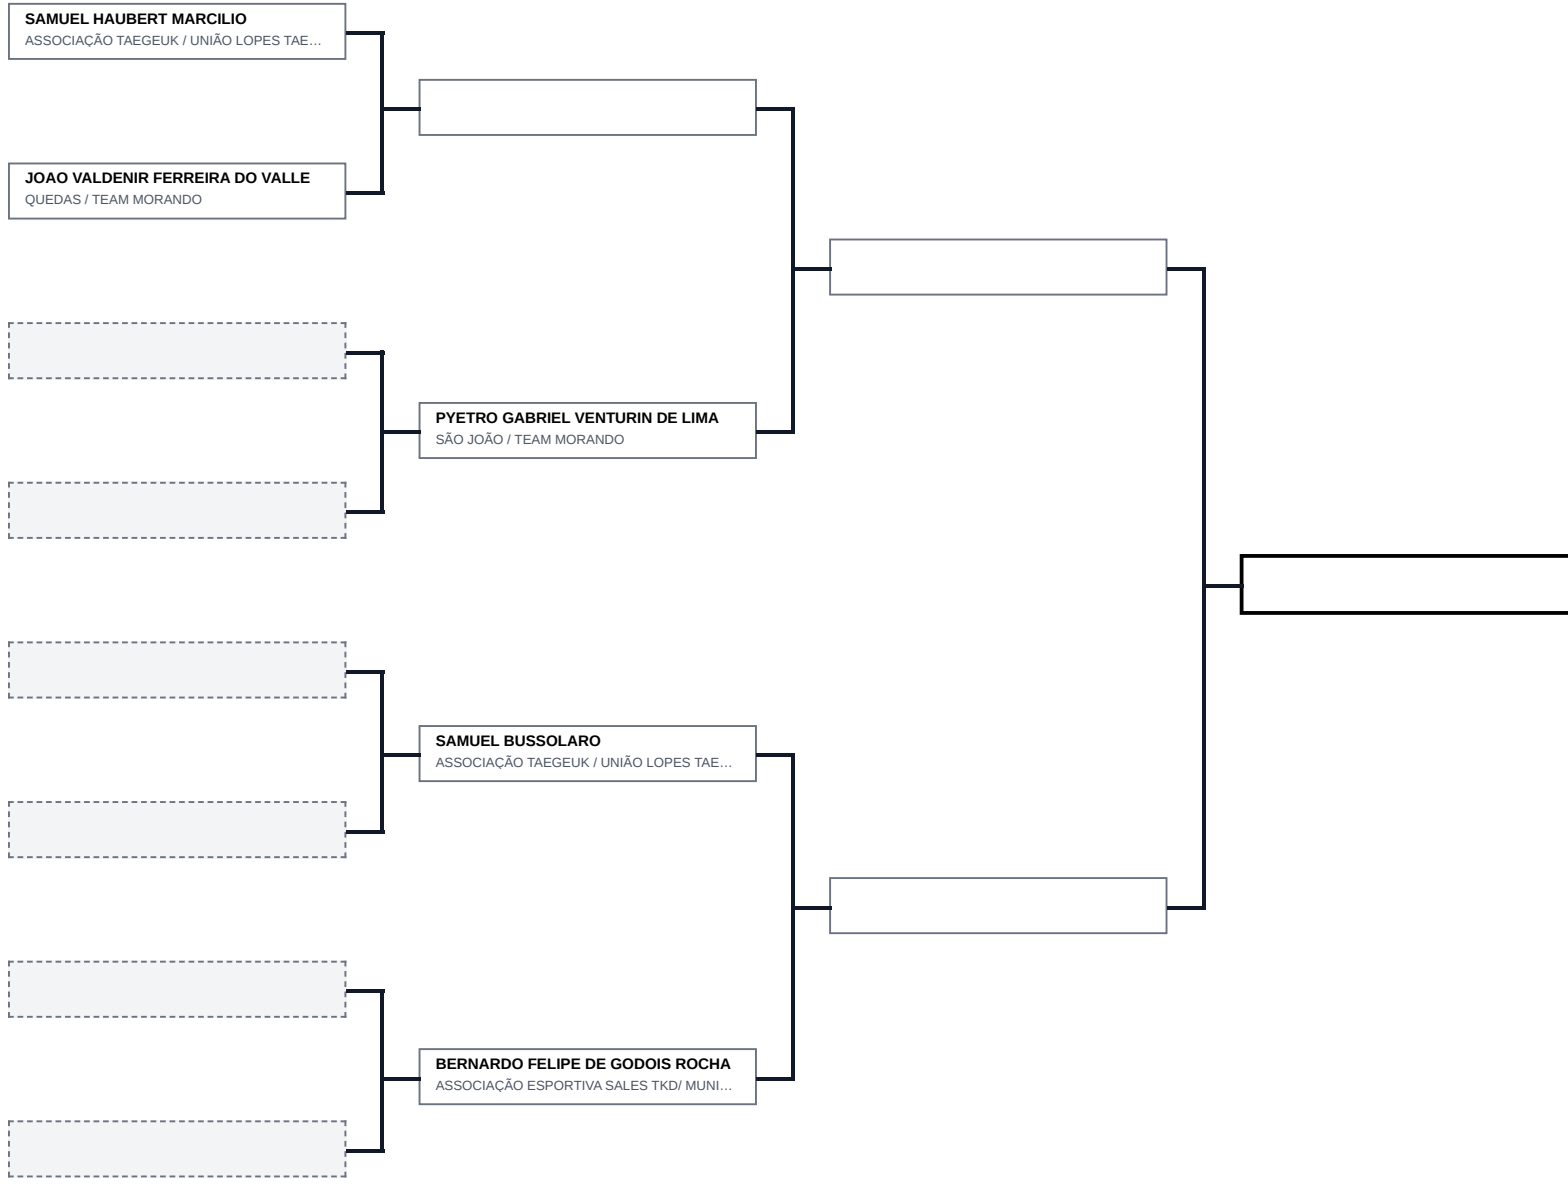 SAMUEL HAUBERT MARCILIO
ASSOCIAÇÃO TAEGEUK / UNIÃO LOPES TAE…
JOAO VALDENIR FERREIRA DO VALLE
QUEDAS / TEAM MORANDO
PYETRO GABRIEL VENTURIN DE LIMA
SÃO JOÃO / TEAM MORANDO
SAMUEL BUSSOLARO
ASSOCIAÇÃO TAEGEUK / UNIÃO LOPES TAE…
BERNARDO FELIPE DE GODOIS ROCHA
ASSOCIAÇÃO ESPORTIVA SALES TKD/ MUNI…